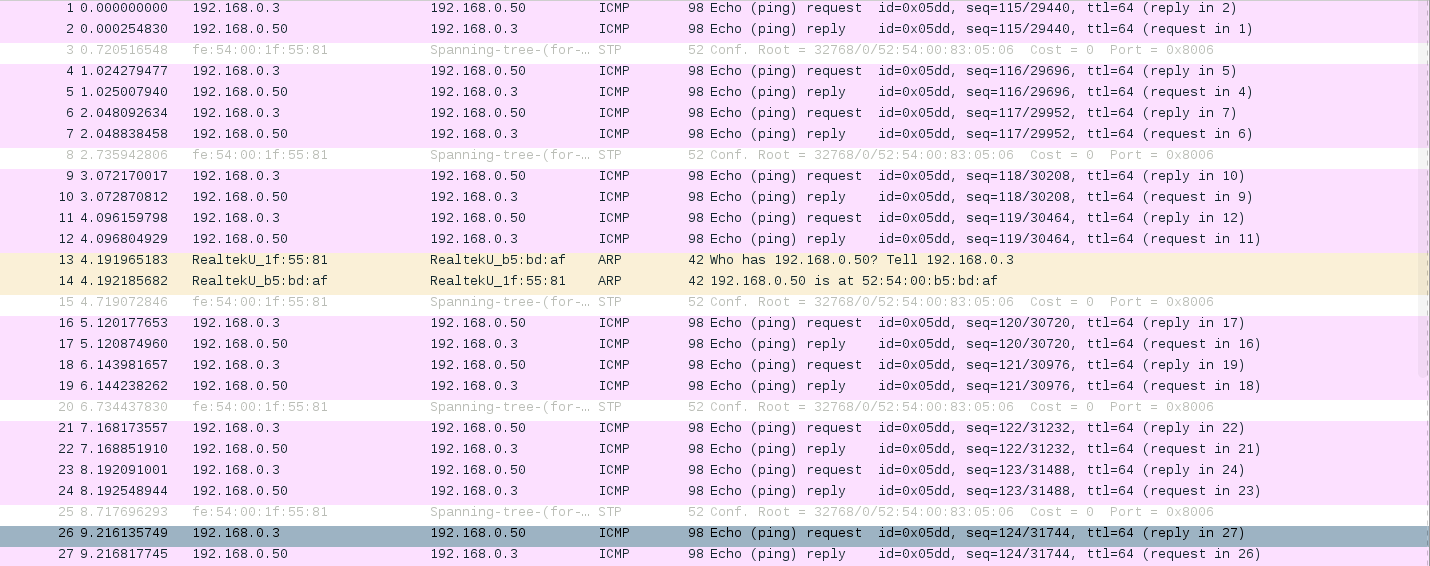 1 0.000000000 192.168.0.3 192.168.0.50 ICMP 98 Echo (ping) request id=0x05dd, seq=115/29440, ttl=64 (reply in 2)
2 0.000254830 192.168.0.50 192.168.0.3 ICMP 98 Echo (ping) reply id=0x05dd, seq=115/29440, ttl=64 (request in 1)
3 0.720516548 fe:54:00:1f:55:81 Spanning-tree-(for-… STP 52 Conf. Root = 32768/0/52:54:00:83:05:06 Cost = 0 Port = 0x8006
4 1.024279477 192.168.0.3 192.168.0.50 ICMP 98 Echo (ping) request id=0x05dd, seq=116/29696, ttl=64 (reply in 5)
5 1.025007940 192.168.0.50 192.168.0.3 ICMP 98 Echo (ping) reply id=0x05dd, seq=116/29696, ttl=64 (request in 4)
6 2.048092634 192.168.0.3 192.168.0.50 ICMP 98 Echo (ping) request id=0x05dd, seq=117/29952, ttl=64 (reply in 7)
7 2.048838458 192.168.0.50 192.168.0.3 ICMP 98 Echo (ping) reply id=0x05dd, seq=117/29952, ttl=64 (request in 6)
8 2.735942806 fe:54:00:1f:55:81 Spanning-tree-(for-… STP 52 Conf. Root = 32768/0/52:54:00:83:05:06 Cost = 0 Port = 0x8006
9 3.072170017 192.168.0.3 192.168.0.50 ICMP 98 Echo (ping) request id=0x05dd, seq=118/30208, ttl=64 (reply in 10)
10 3.072870812 192.168.0.50 192.168.0.3 ICMP 98 Echo (ping) reply id=0x05dd, seq=118/30208, ttl=64 (request in 9)
11 4.096159798 192.168.0.3 192.168.0.50 ICMP 98 Echo (ping) request id=0x05dd, seq=119/30464, ttl=64 (reply in 12)
12 4.096804929 192.168.0.50 192.168.0.3 ICMP 98 Echo (ping) reply id=0x05dd, seq=119/30464, ttl=64 (request in 11)
13 4.191965183 RealtekU_1f:55:81 RealtekU_b5:bd:af ARP 42 Who has 192.168.0.50? Tell 192.168.0.3
14 4.192185682 RealtekU_b5:bd:af RealtekU_1f:55:81 ARP 42 192.168.0.50 is at 52:54:00:b5:bd:af
15 4.719072846 fe:54:00:1f:55:81 Spanning-tree-(for-… STP 52 Conf. Root = 32768/0/52:54:00:83:05:06 Cost = 0 Port = 0x8006
16 5.120177653 192.168.0.3 192.168.0.50 ICMP 98 Echo (ping) request id=0x05dd, seq=120/30720, ttl=64 (reply in 17)
17 5.120874960 192.168.0.50 192.168.0.3 ICMP 98 Echo (ping) reply id=0x05dd, seq=120/30720, ttl=64 (request in 16)
18 6.143981657 192.168.0.3 192.168.0.50 ICMP 98 Echo (ping) request id=0x05dd, seq=121/30976, ttl=64 (reply in 19)
19 6.144238262 192.168.0.50 192.168.0.3 ICMP 98 Echo (ping) reply id=0x05dd, seq=121/30976, ttl=64 (request in 18)
20 6.734437830 fe:54:00:1f:55:81 Spanning-tree-(for-… STP 52 Conf. Root = 32768/0/52:54:00:83:05:06 Cost = 0 Port = 0x8006
21 7.168173557 192.168.0.3 192.168.0.50 ICMP 98 Echo (ping) request id=0x05dd, seq=122/31232, ttl=64 (reply in 22)
22 7.168851910 192.168.0.50 192.168.0.3 ICMP 98 Echo (ping) reply id=0x05dd, seq=122/31232, ttl=64 (request in 21)
23 8.192091001 192.168.0.3 192.168.0.50 ICMP 98 Echo (ping) request id=0x05dd, seq=123/31488, ttl=64 (reply in 24)
24 8.192548944 192.168.0.50 192.168.0.3 ICMP 98 Echo (ping) reply id=0x05dd, seq=123/31488, ttl=64 (request in 23)
25 8.717696293 fe:54:00:1f:55:81 Spanning-tree-(for-… STP 52 Conf. Root = 32768/0/52:54:00:83:05:06 Cost = 0 Port = 0x8006
26 9.216135749 192.168.0.3 192.168.0.50 ICMP 98 Echo (ping) request id=0x05dd, seq=124/31744, ttl=64 (reply in 27)
27 9.216817745 192.168.0.50 192.168.0.3 ICMP 98 Echo (ping) reply id=0x05dd, seq=124/31744, ttl=64 (request in 26)